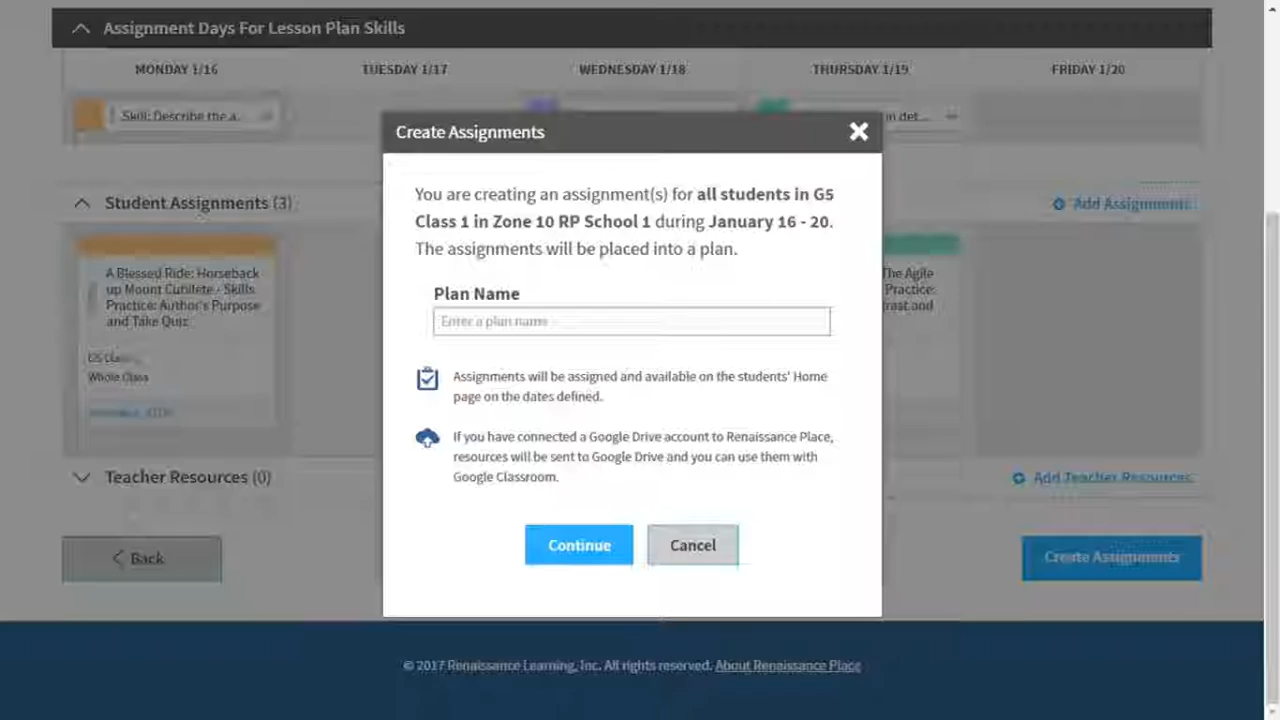 Assignment Days For Lesson Plan Skills
MONDAY 1/16 TUESDAY 1/17 WEDNESDAY 1/18 THURSDAY 1/19 FRIDAY 1/20
Skill: Describe the a... in det...
Create Assignments
You are creating an assignment(s) for all students in G5
Class 1 in Zone 10 RP School 1 during January 16 - 20.
The assignments will be placed into a plan.
Plan Name
Enter a plan name
Assignments will be assigned and available on the students' Home
page on the dates defined.
If you have connected a Google Drive account to Renaissance Place,
resources will be sent to Google Drive and you can use them with
Google Classroom.
Continue Cancel
Student Assignments (3) Add Assignments
A Blessed Ride: Horseback
up Mount Cubilete - Skills
Practice: Author's Purpose
and Take Quiz
G5 Class
Whole Class
The Agile
Practice:
and
Teacher Resources (0) Add Teacher Resources
Back Create Assignments
© 2017 Renaissance Learning, Inc. All rights reserved. About Renaissance Place